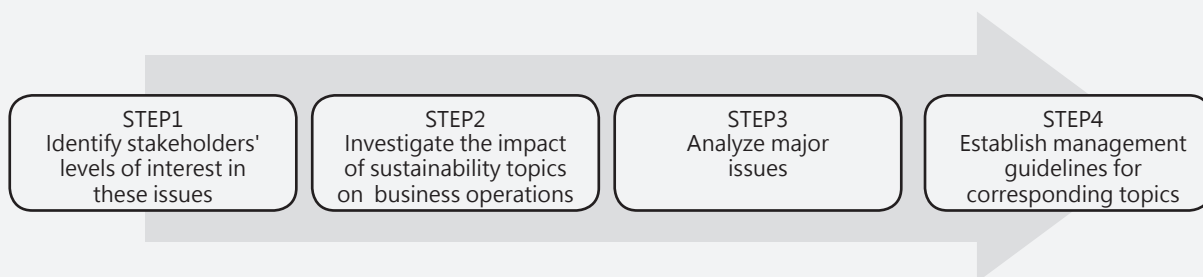 STEP1
Identify stakeholders'
levels of interest in
these issues
STEP2
Investigate the impact
of sustainability topics
on business operations
STEP3
Analyze major
issues
STEP4
Establish management
guidelines for
corresponding topics